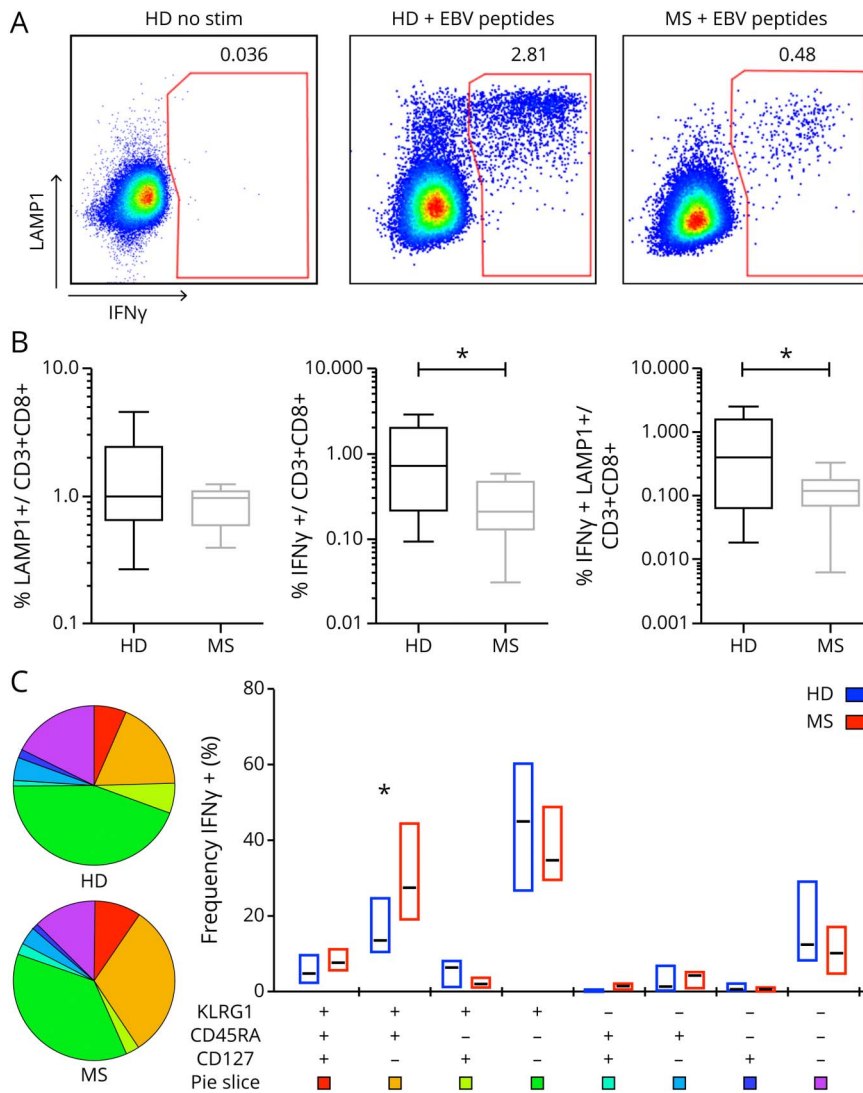 A
HD no stim
HD + EBV peptides
MS + EBV peptides
0.036
2.81
0.48
LAMP1
IFNγ
B
% LAMP1+/ CD3+CD8+
10.0
1.0
0.1
HD MS
% IFNγ +/ CD3+CD8+
10.000
1.00
0.10
0.01
*
HD MS
% IFNγ + LAMP1+/
CD3+CD8+
10.000
1.000
0.100
0.010
0.001
*
HD MS
C
HD
MS
Frequency IFNγ + (%)
80
60
40
20
0
*
HD
MS
KLRG1 + + + + – – – –
CD45RA + + – – + + – –
CD127 + – + – + – + –
Pie slice